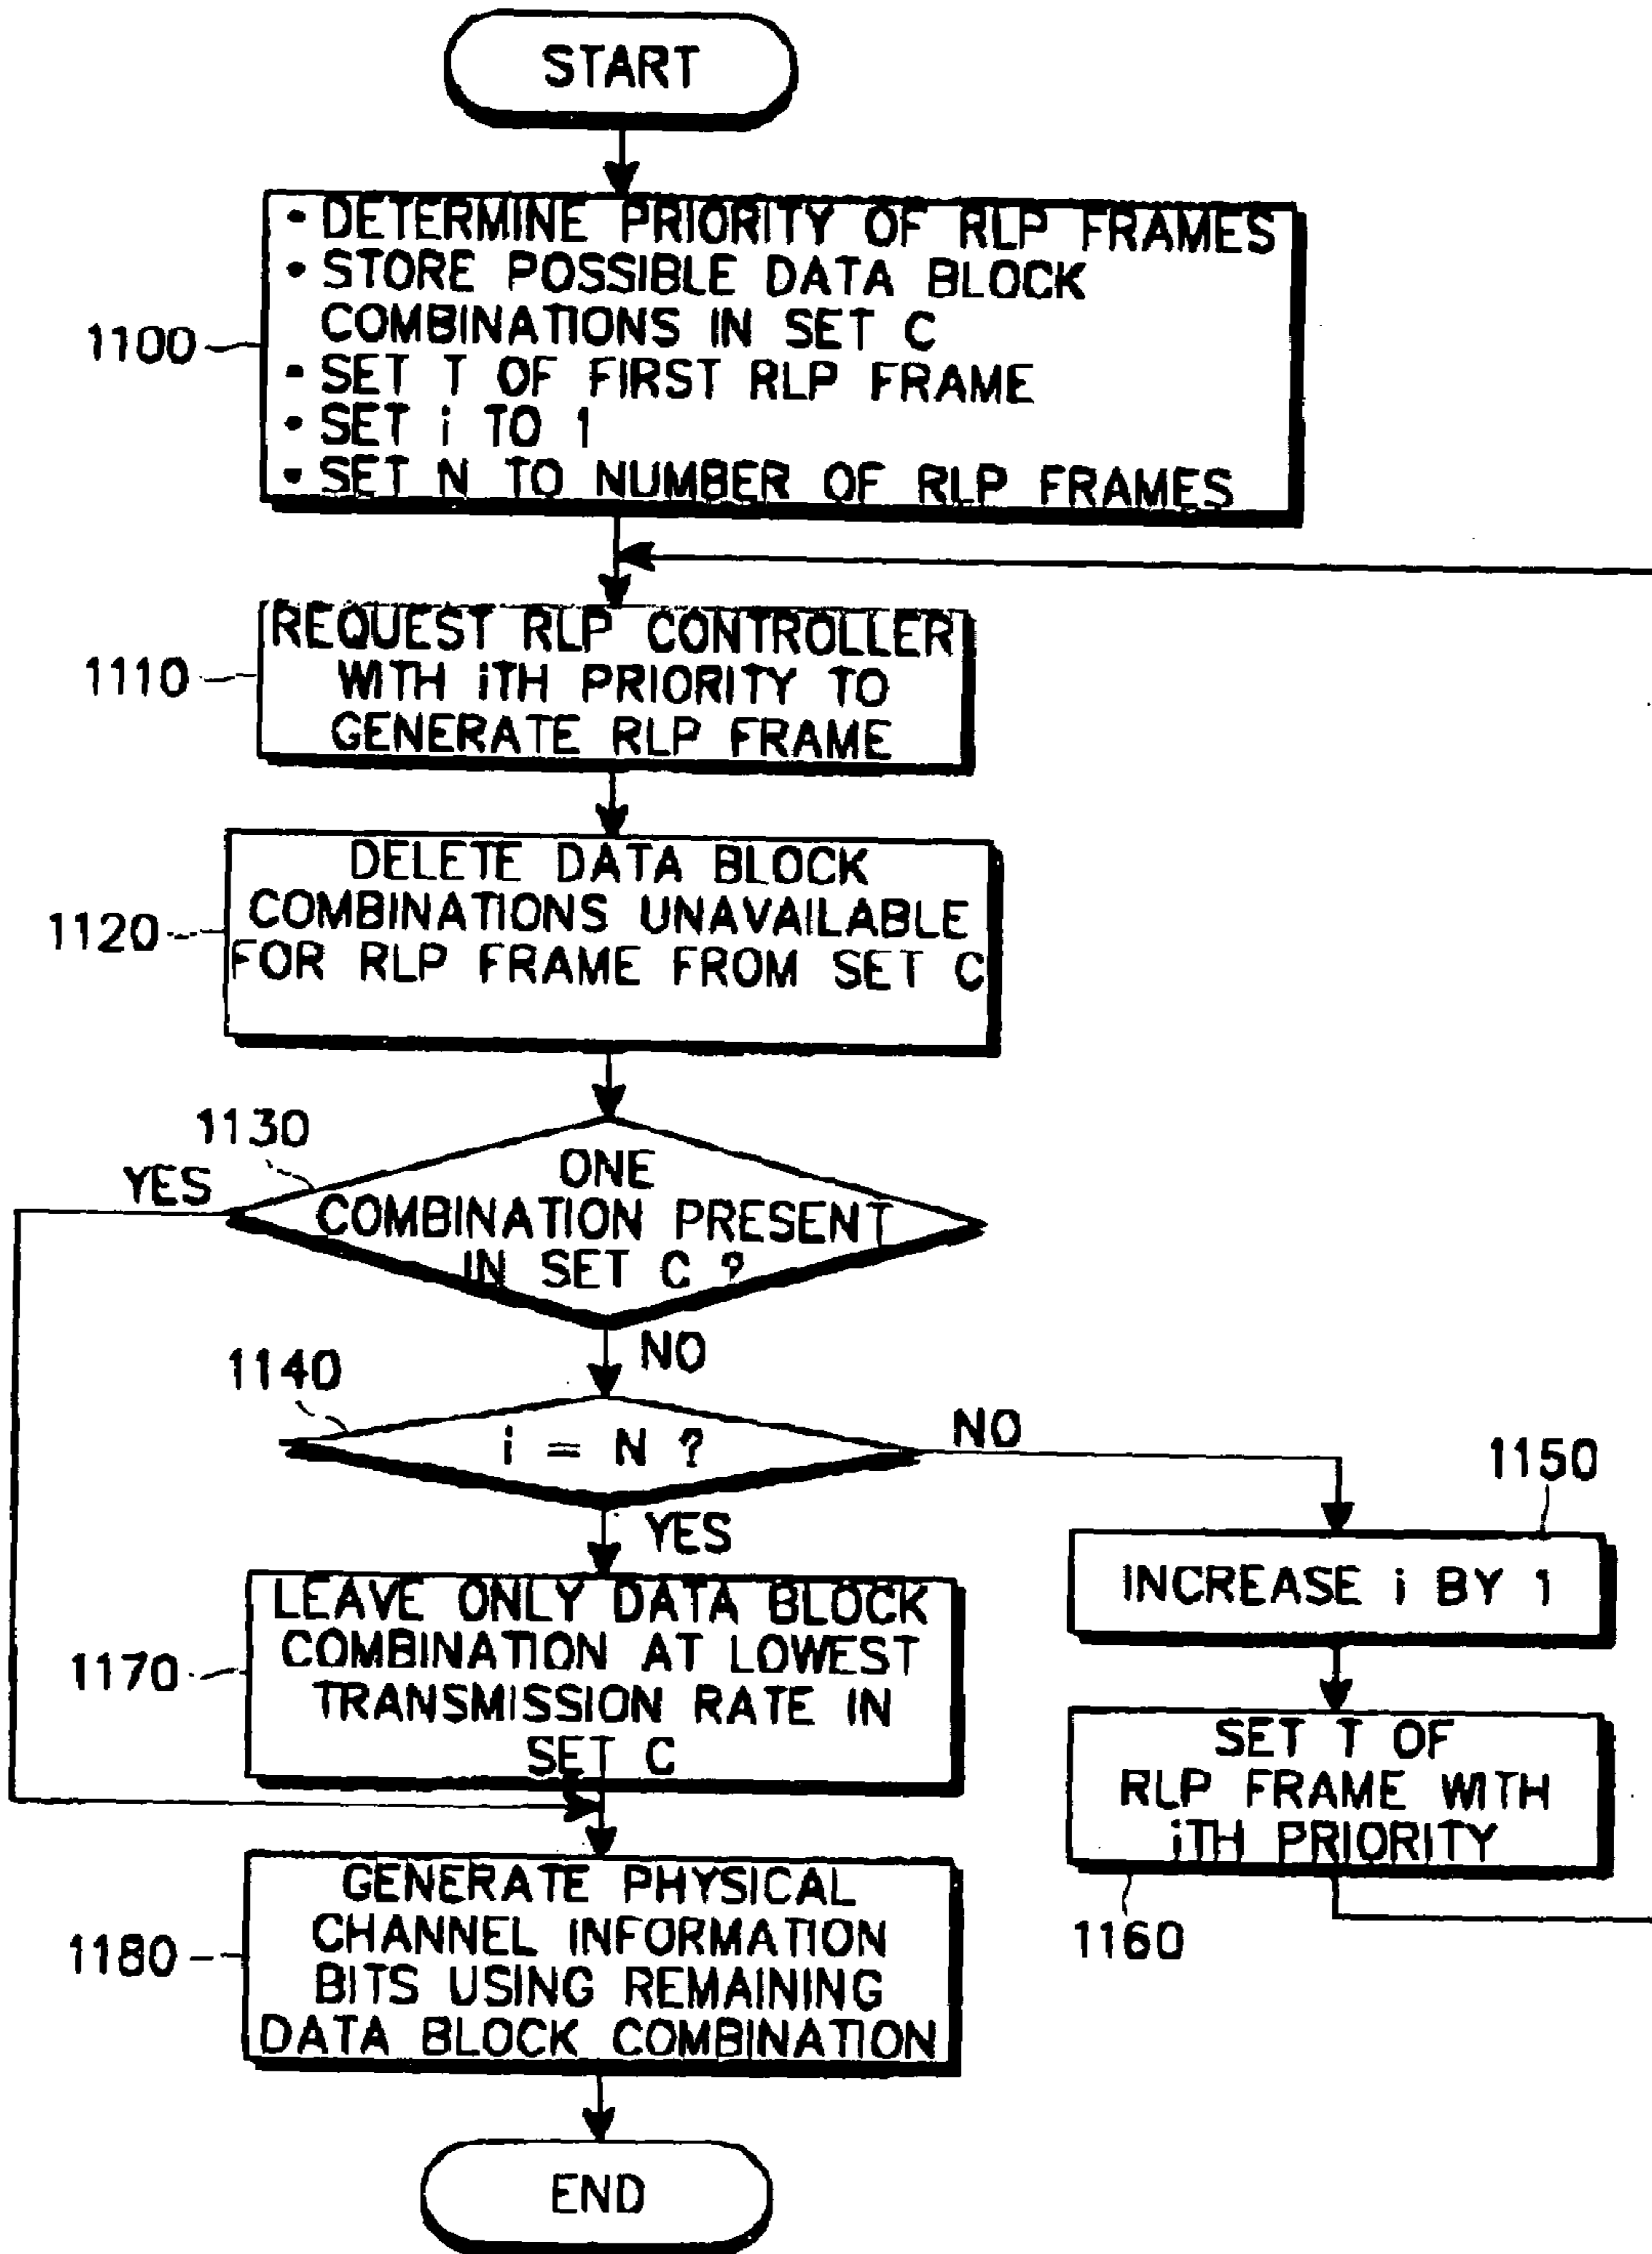 START
1100
• DETERMINE PRIORITY OF RLP FRAMES
• STORE POSSIBLE DATA BLOCK
COMBINATIONS IN SET C
• SET T OF FIRST RLP FRAME
• SET i TO 1
• SET N TO NUMBER OF RLP FRAMES
1110
REQUEST RLP CONTROLLER
WITH iTH PRIORITY TO
GENERATE RLP FRAME
1120
DELETE DATA BLOCK
COMBINATIONS UNAVAILABLE
FOR RLP FRAME FROM SET C
1130
YES
ONE
COMBINATION PRESENT
IN SET C ?
NO
1140
i = N ?
NO
YES
1150
INCREASE i BY 1
1170
LEAVE ONLY DATA BLOCK
COMBINATION AT LOWEST
TRANSMISSION RATE IN
SET C
SET T OF
RLP FRAME WITH
iTH PRIORITY
1160
1180
GENERATE PHYSICAL
CHANNEL INFORMATION
BITS USING REMAINING
DATA BLOCK COMBINATION
END